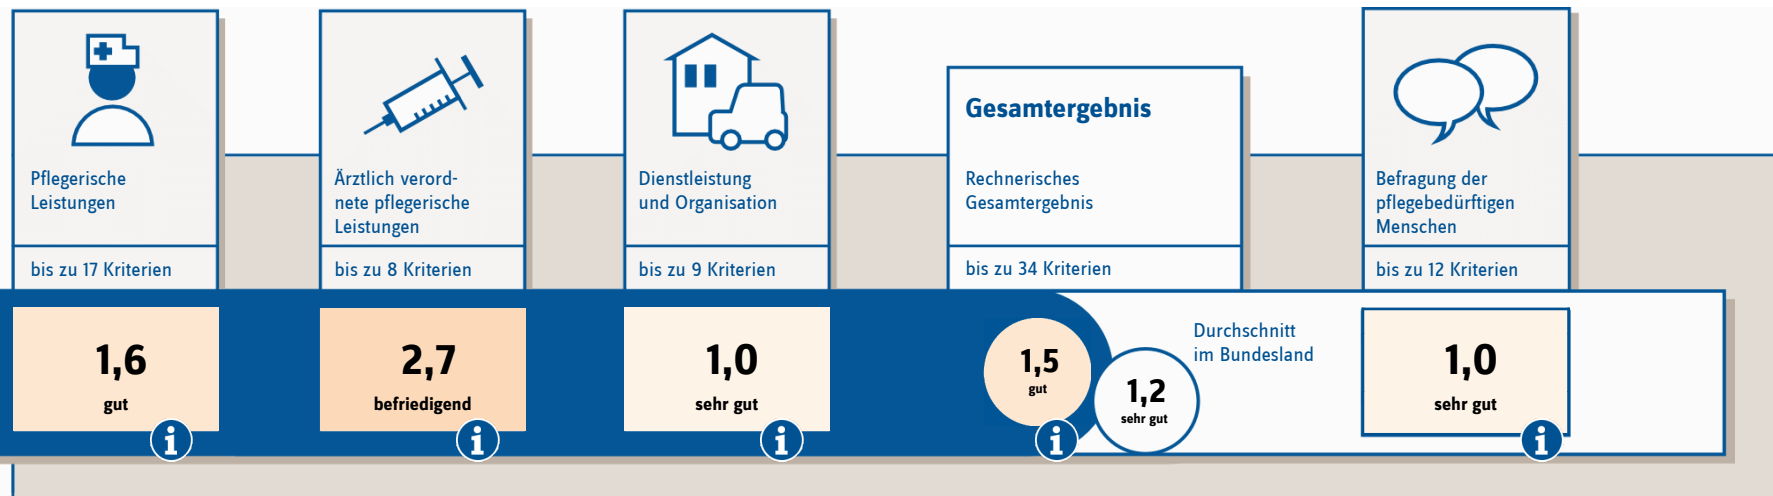 Pflegerische
Leistungen
bis zu 17 Kriterien
1,6
gut
i
Ärztlich verord-
nete pflegerische
Leistungen
bis zu 8 Kriterien
2,7
befriedigend
i
Dienstleistung
und Organisation
bis zu 9 Kriterien
1,0
sehr gut
i
Gesamtergebnis
Rechnerisches
Gesamtergebnis
bis zu 34 Kriterien
1,5
gut
i
Durchschnitt
im Bundesland
1,2
sehr gut
Befragung der
pflegebedürftigen
Menschen
bis zu 12 Kriterien
1,0
sehr gut
i